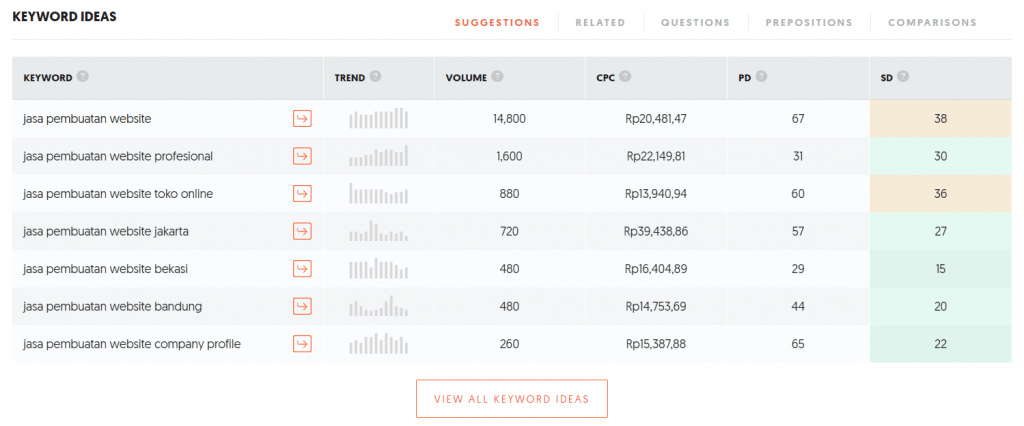 KEYWORD IDEAS
SUGGESTIONS RELATED QUESTIONS PREPOSITIONS COMPARISONS
KEYWORD ? TREND ? VOLUME ? CPC ? PD ? SD ?
jasa pembuatan website 14,800 Rp20,481,47 67 38
jasa pembuatan website profesional 1,600 Rp22,149,81 31 30
jasa pembuatan website toko online 880 Rp13,940,94 60 36
jasa pembuatan website jakarta 720 Rp39,438,86 57 27
jasa pembuatan website bekasi 480 Rp16,404,89 29 15
jasa pembuatan website bandung 480 Rp14,753,69 44 20
jasa pembuatan website company profile 260 Rp15,387,88 65 22
VIEW ALL KEYWORD IDEAS